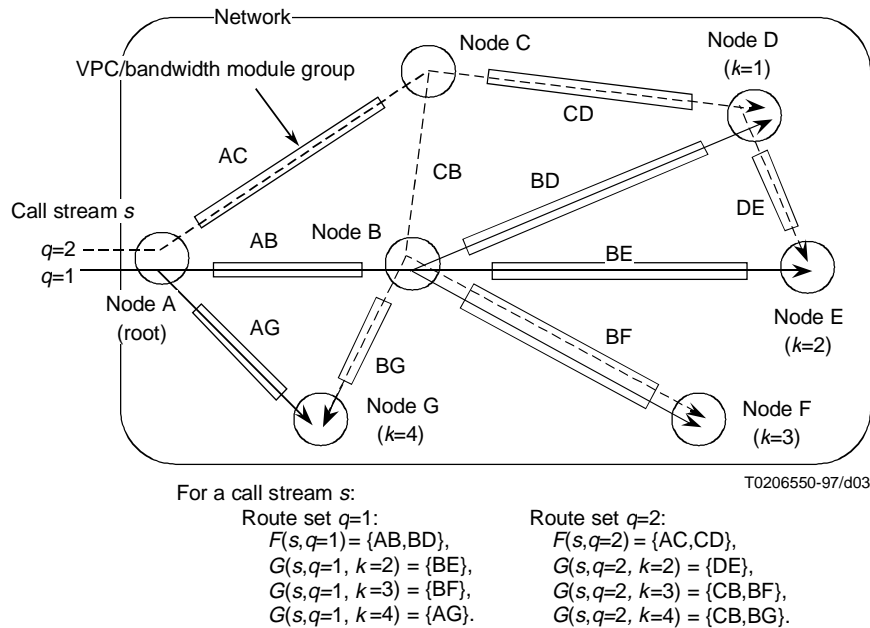 Network
Node C
Node D
(k=1)
VPC/bandwidth module group
CD
AC
CB
BD
DE
Call stream s
q=2
q=1
AB
Node B
BE
Node A
(root)
AG
BG
BF
Node E
(k=2)
Node G
(k=4)
Node F
(k=3)
T0206550-97/d03
For a call stream s:
Route set q=1:
F(s,q=1) = {AB,BD},
G(s,q=1, k=2) = {BE},
G(s,q=1, k=3) = {BF},
G(s,q=1, k=4) = {AG}.
Route set q=2:
F(s,q=2) = {AC,CD},
G(s,q=2, k=2) = {DE},
G(s,q=2, k=3) = {CB,BF},
G(s,q=2, k=4) = {CB,BG}.